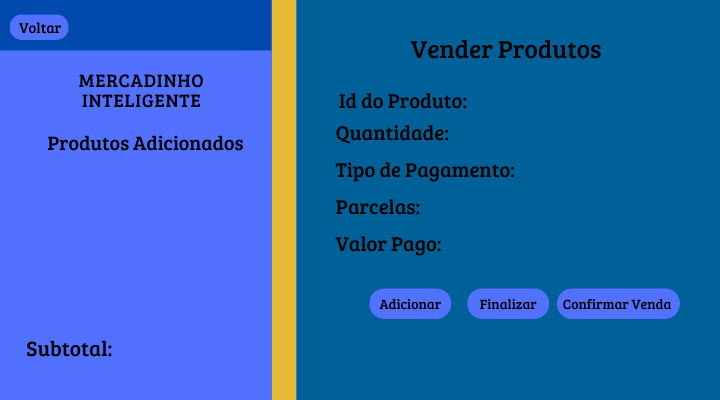 Voltar
MERCADINHO
INTELIGENTE
Produtos Adicionados
Subtotal:
Vender Produtos
Id do Produto:
Quantidade:
Tipo de Pagamento:
Parcelas:
Valor Pago:
Adicionar
Finalizar
Confirmar Venda